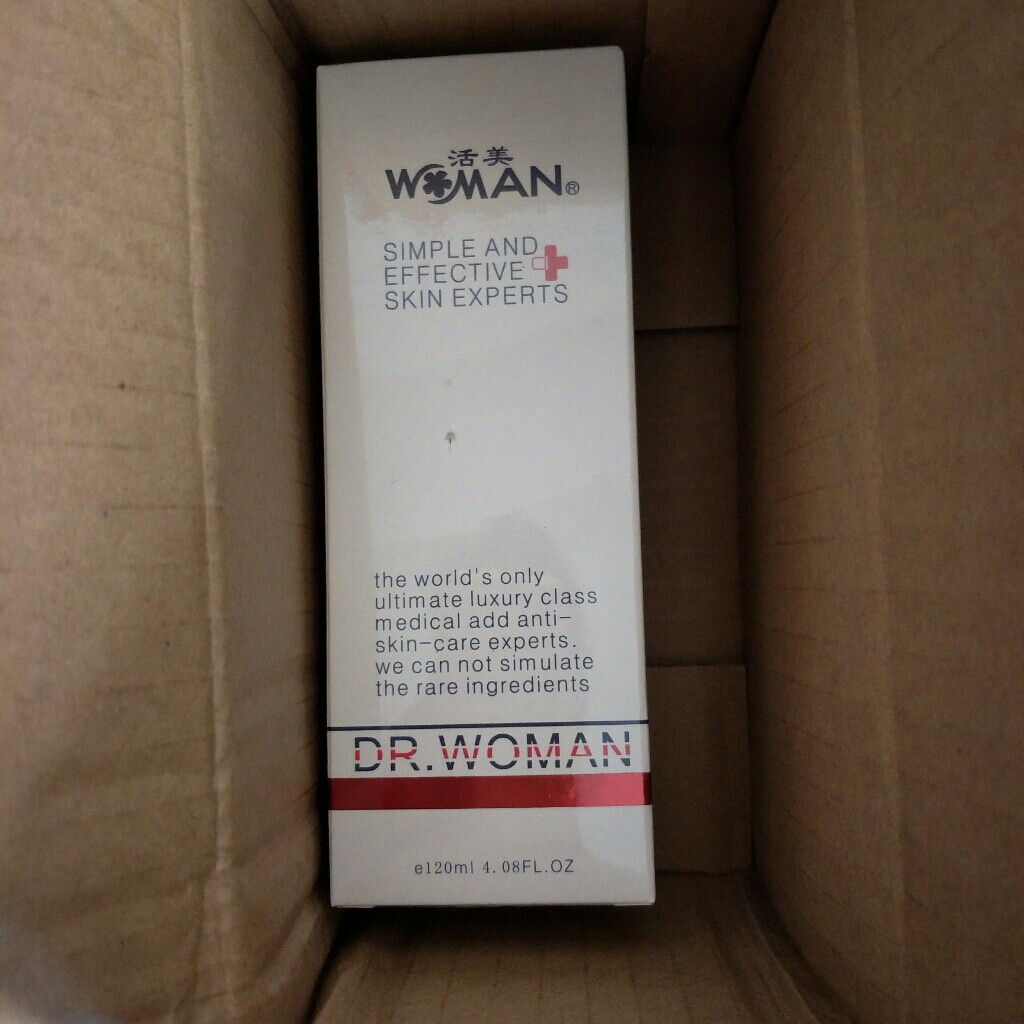 活美
WOMAN®
SIMPLE AND
EFFECTIVE
SKIN EXPERTS
the world's only
ultimate luxury class
medical add anti-
skin-care experts.
we can not simulate
the rare ingredients
DR.WOMAN
e120ml 4.08FL.OZ